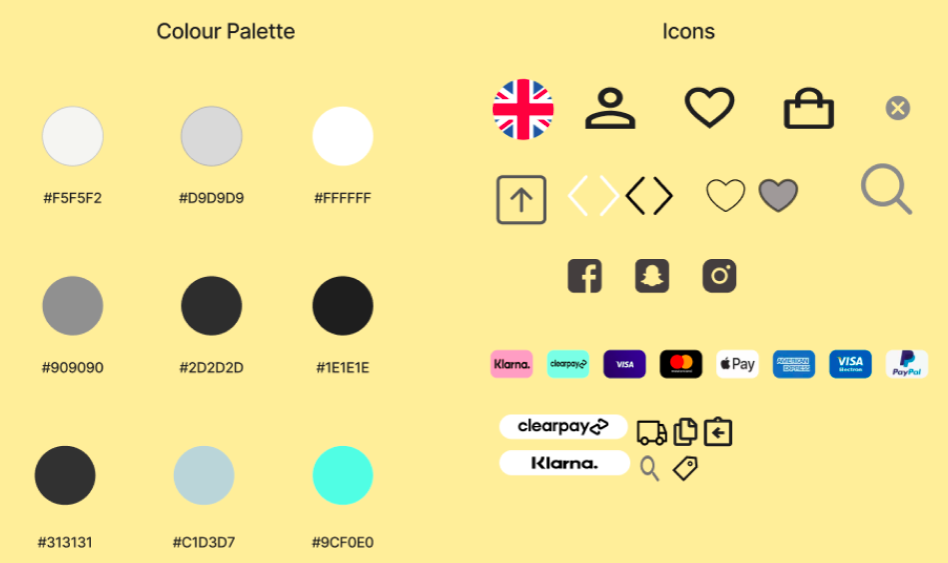 Colour Palette
#F5F5F2 #D9D9D9 #FFFFFF
#909090 #2D2D2D #1E1E1E
#313131 #C1D3D7 #9CF0E0
Icons
Klarna. clearpay VISA Pay AMERICAN EXPRESS VISA Electron PayPal
clearpay
Klarna.